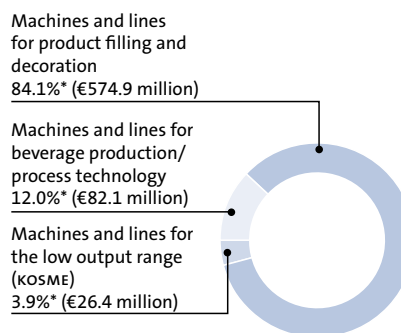 Machines and lines
for product filling and
decoration
84.1%* (€574.9 million)
Machines and lines for
beverage production/
process technology
12.0%* (€82.1 million)
Machines and lines for
the low output range
(KOSME)
3.9%* (€26.4 million)